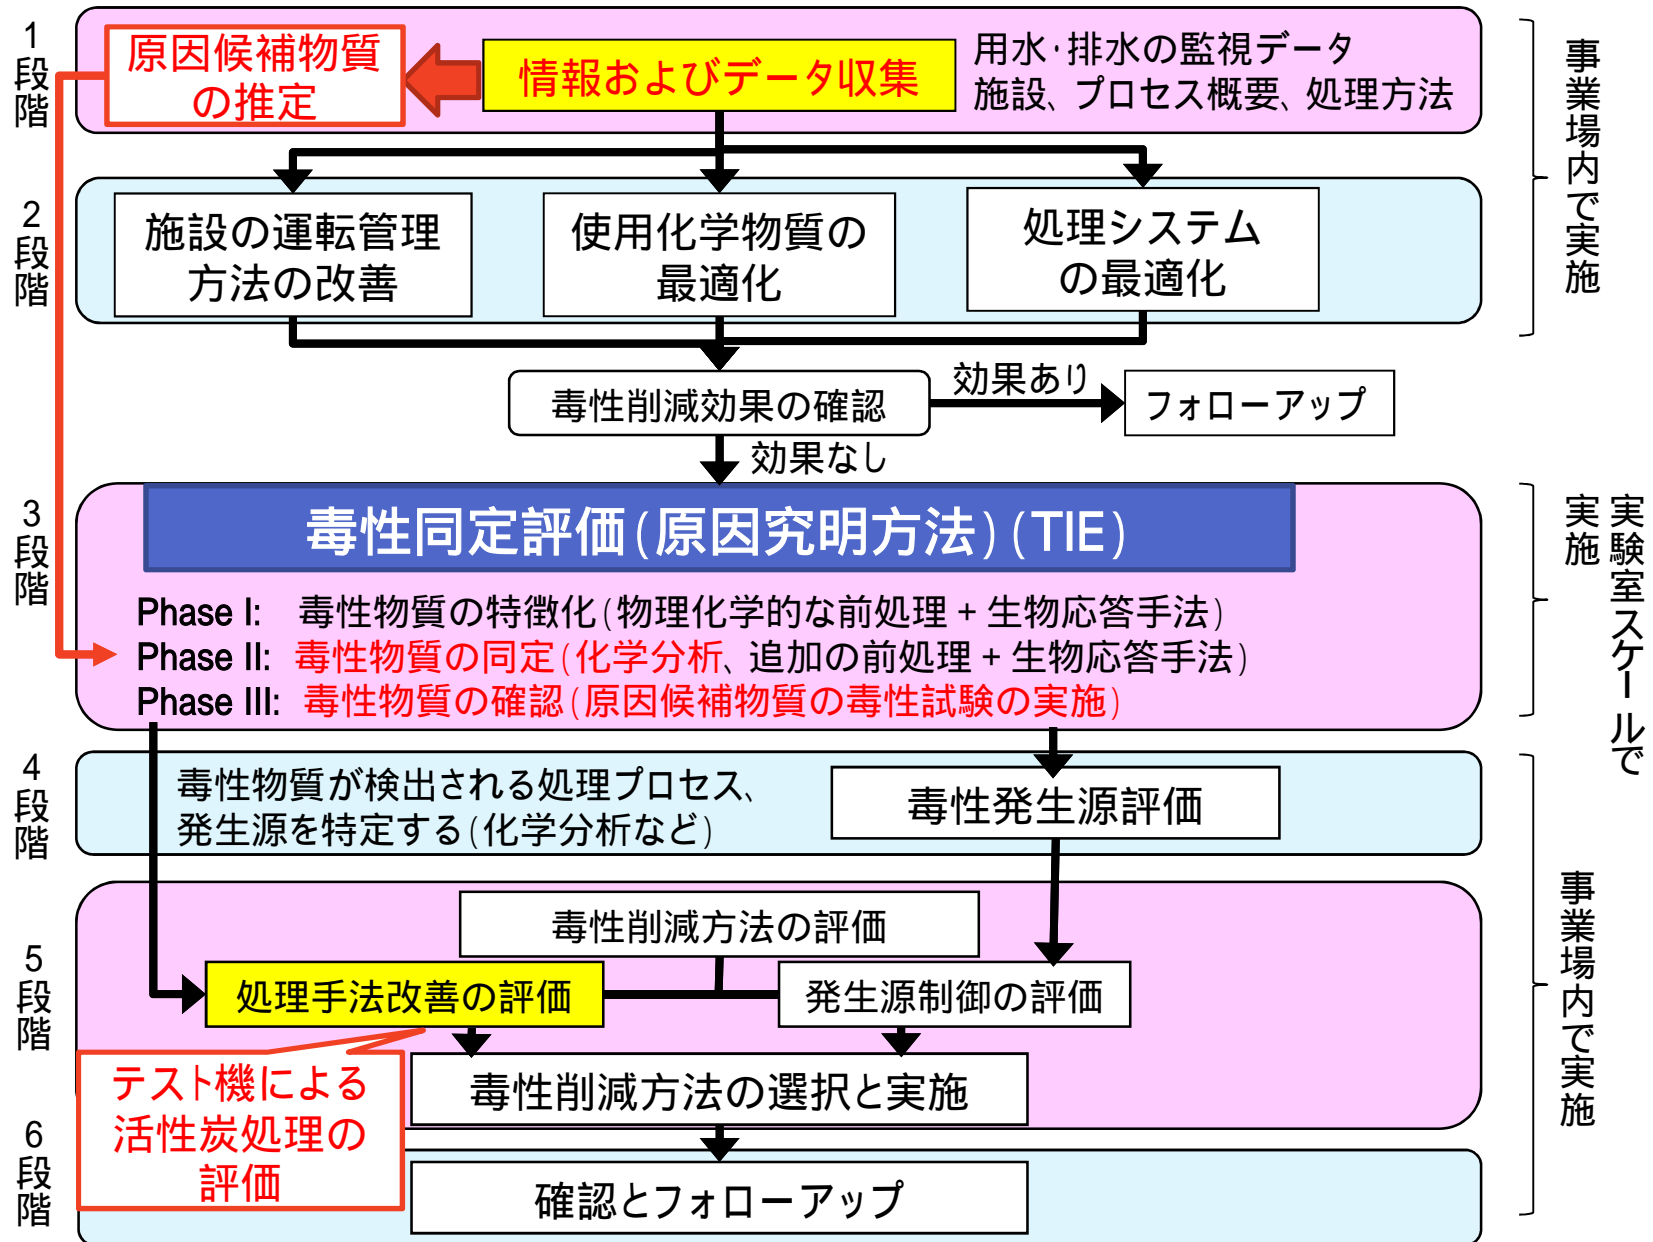 1段階
原因候補物質
の推定
情報およびデータ収集
用水・排水の監視データ
施設、プロセス概要、処理方法
事業場内で実施
2段階
施設の運転管理
方法の改善
使用化学物質の
最適化
処理システム
の最適化
毒性削減効果の確認
効果あり
フォローアップ
効果なし
3段階
毒性同定評価(原因究明方法)(TIE)
Phase I: 毒性物質の特徴化(物理化学的な前処理 + 生物応答手法)
Phase II: 毒性物質の同定(化学分析、追加の前処理 + 生物応答手法)
Phase III: 毒性物質の確認(原因候補物質の毒性試験の実施)
実験室スケールで
実施
4段階
毒性物質が検出される処理プロセス、
発生源を特定する(化学分析など)
毒性発生源評価
5段階
毒性削減方法の評価
処理手法改善の評価
発生源制御の評価
事業場内で実施
テスト機による
活性炭処理の
評価
毒性削減方法の選択と実施
6段階
確認とフォローアップ